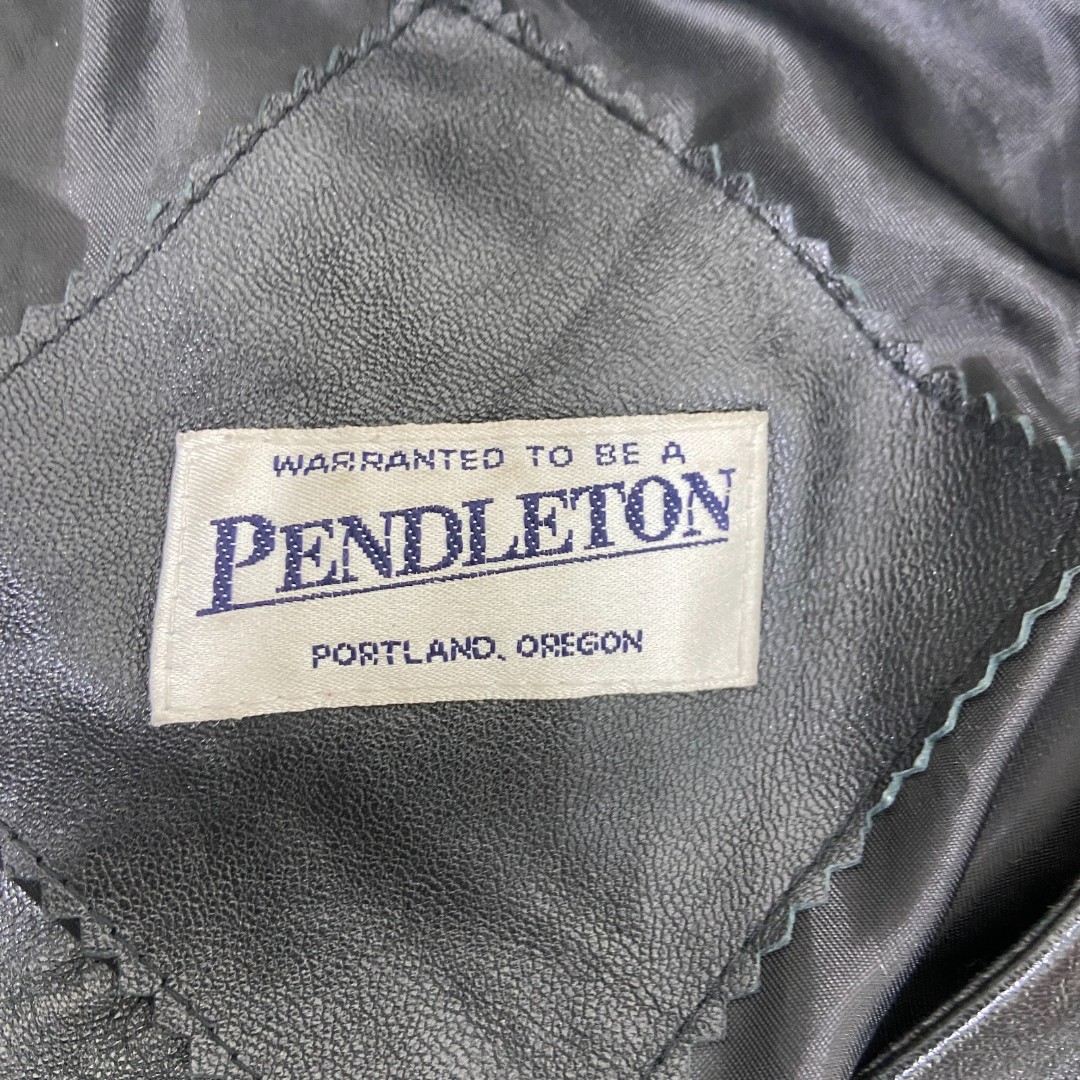 WARRANTED TO BE A
PENDLETON
PORTLAND, OREGON